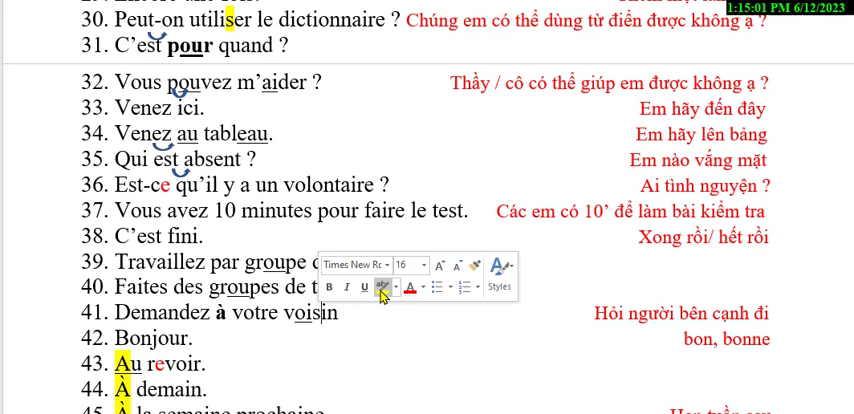 1:15:01 PM 6/12/2023
30. Peut-on utiliser le dictionnaire ? Chúng em có thể dùng từ điển được không ạ ?
31. C’est pour quand ?
32. Vous pouvez m’aider ? Thầy / cô có thể giúp em được không ạ ?
33. Venez ici. Em hãy đến đây
34. Venez au tableau. Em hãy lên bảng
35. Qui est absent ? Em nào vắng mặt
36. Est-ce qu’il y a un volontaire ? Ai tình nguyện ?
37. Vous avez 10 minutes pour faire le test. Các em có 10’ để làm bài kiểm tra
38. C’est fini. Xong rồi/ hết rồi
39. Travaillez par groupe
Times New Rc 16
40. Faites des groupes de
B I U A Styles
41. Demandez à votre voisin Hỏi người bên cạnh đi
42. Bonjour. bon, bonne
43. Au revoir.
44. À demain.
45. À la semaine prochaine